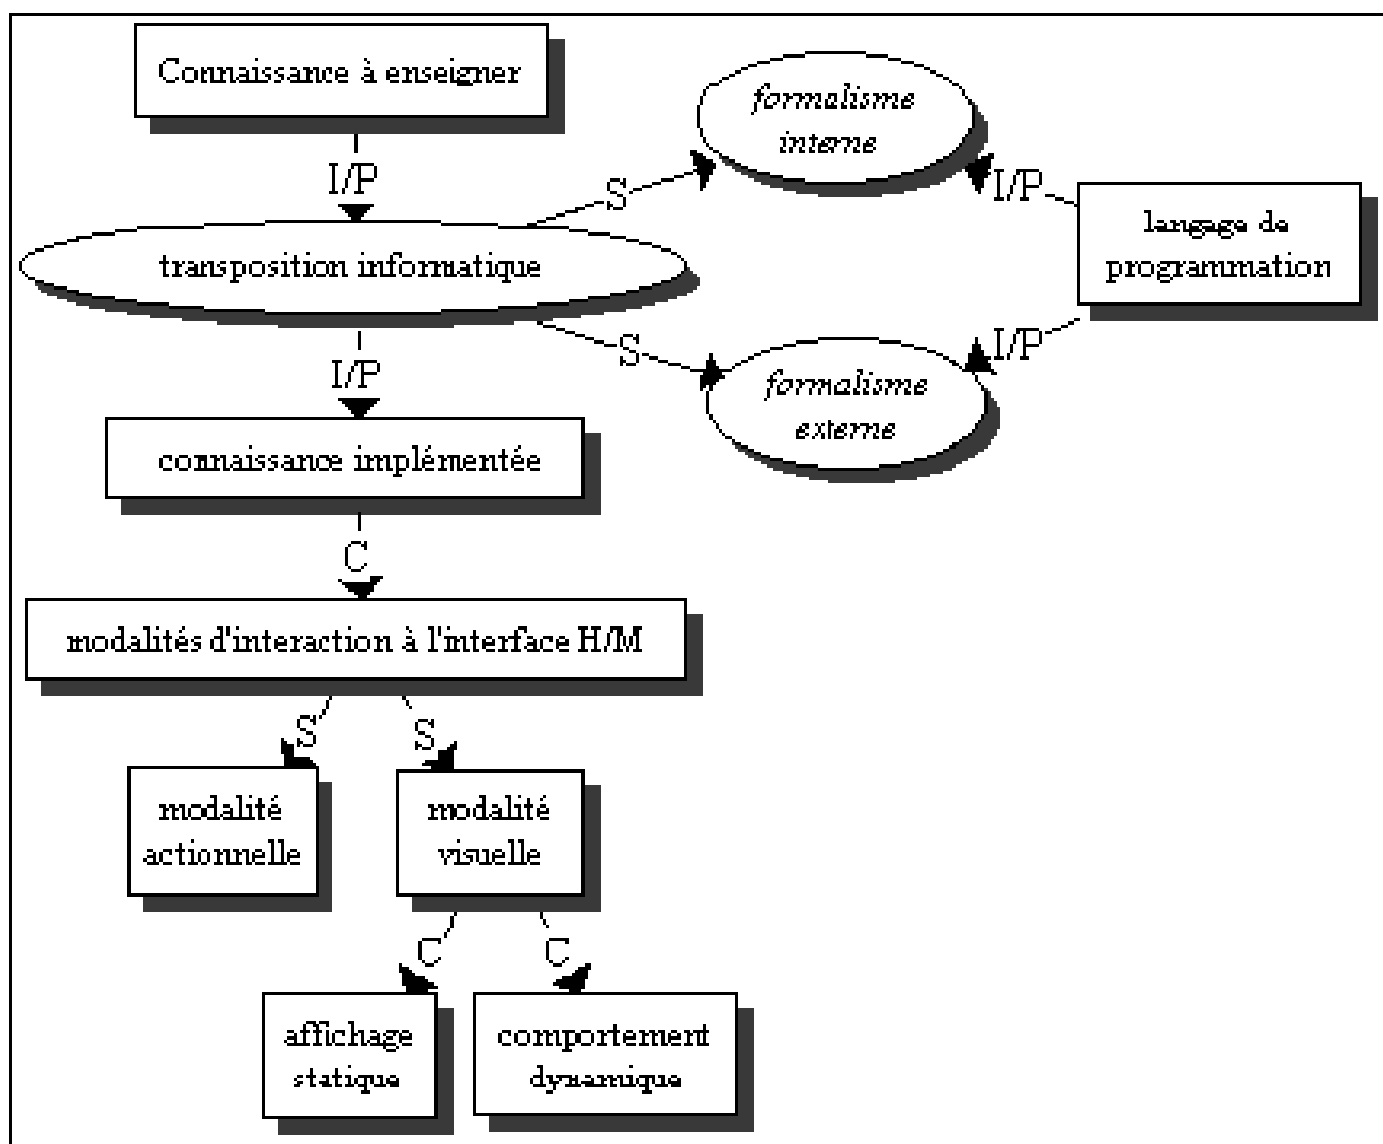 Connaissance à enseigner
formalisme
interne
I/P
S
I/P
langage de
programmation
transposition informatique
I/P
S
I/P
formalisme
externe
connaissance implémentée
C
modalités d'interaction à l'interface H/M
S
S
modalité
actionnelle
modalité
visuelle
C
C
affichage
statique
comportement
dynamique